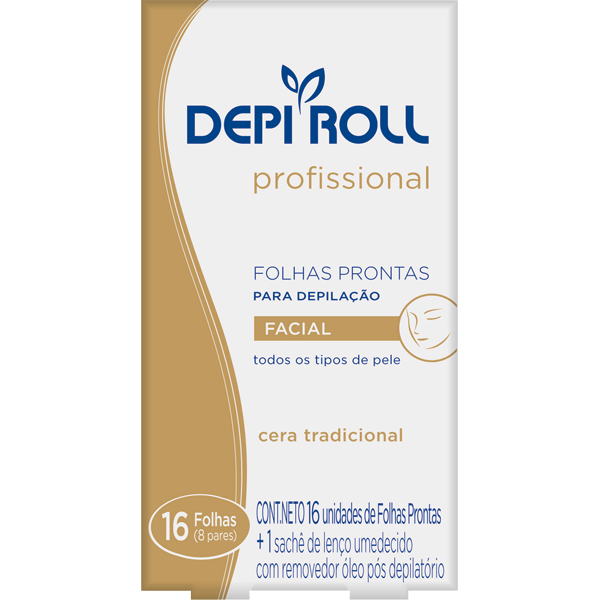 DEPI ROLL
profissional
FOLHAS PRONTAS
PARA DEPILAÇÃO
FACIAL
todos os tipos de pele
cera tradicional
16 Folhas
(8 pares)
CONT.NETO 16 unidades de Folhas Prontas
+ 1 sachê de lenço umedecido
com removedor óleo pós depilatório